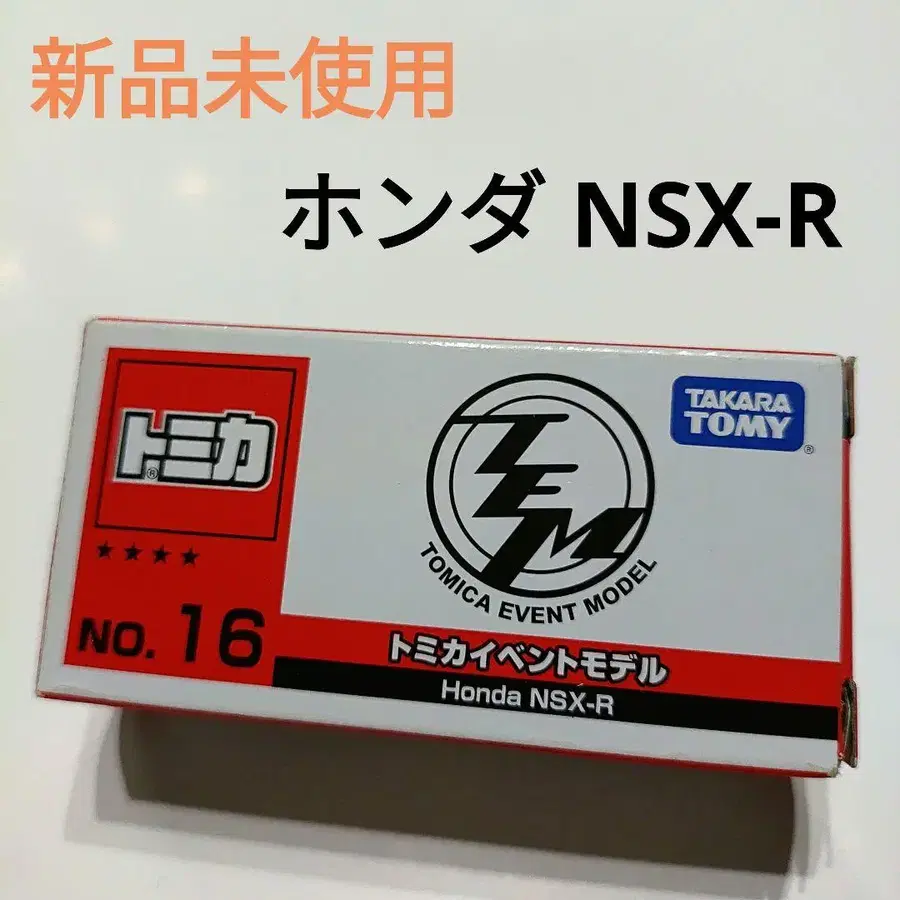 新品未使用
ホンダ NSX-R
トミカ®
★★★★
NO. 16
TEM
TOMICA EVENT MODEL
TAKARA
TOMY®
トミカイベントモデル
Honda NSX-R